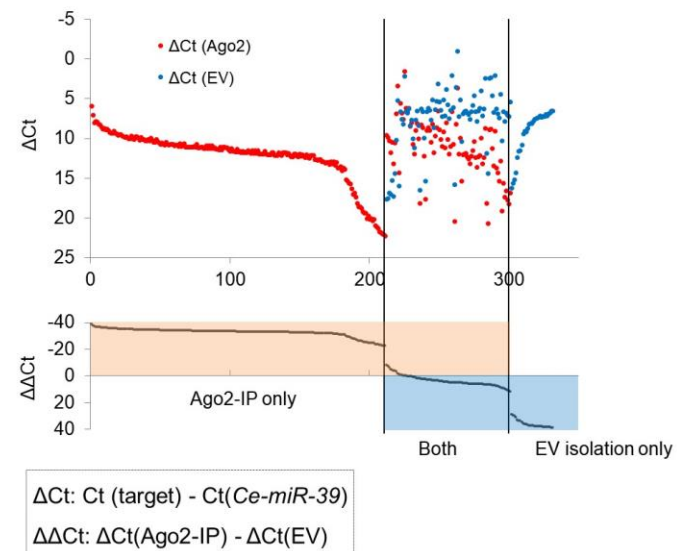 -5
0
5
10
15
20
25
ΔCt
ΔCt (Ago2)
ΔCt (EV)
0
100
200
300
-40
-20
0
20
40
ΔΔCt
Ago2-IP only
Both
EV isolation only
ΔCt: Ct (target) - Ct(Ce-miR-39)
ΔΔCt: ΔCt(Ago2-IP) - ΔCt(EV)